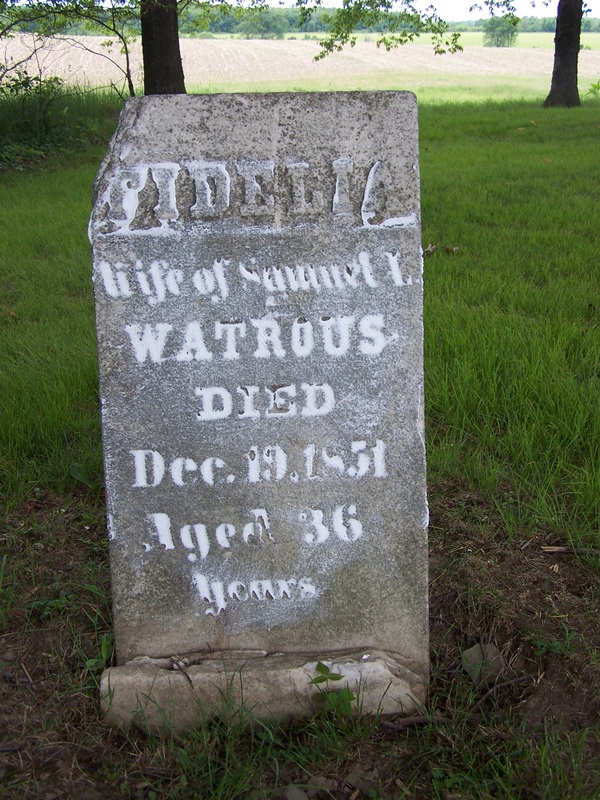 FIDELIA
Wife of Samuel L.
WATROUS
DIED
Dec. 19. 1851
Aged 36
Years